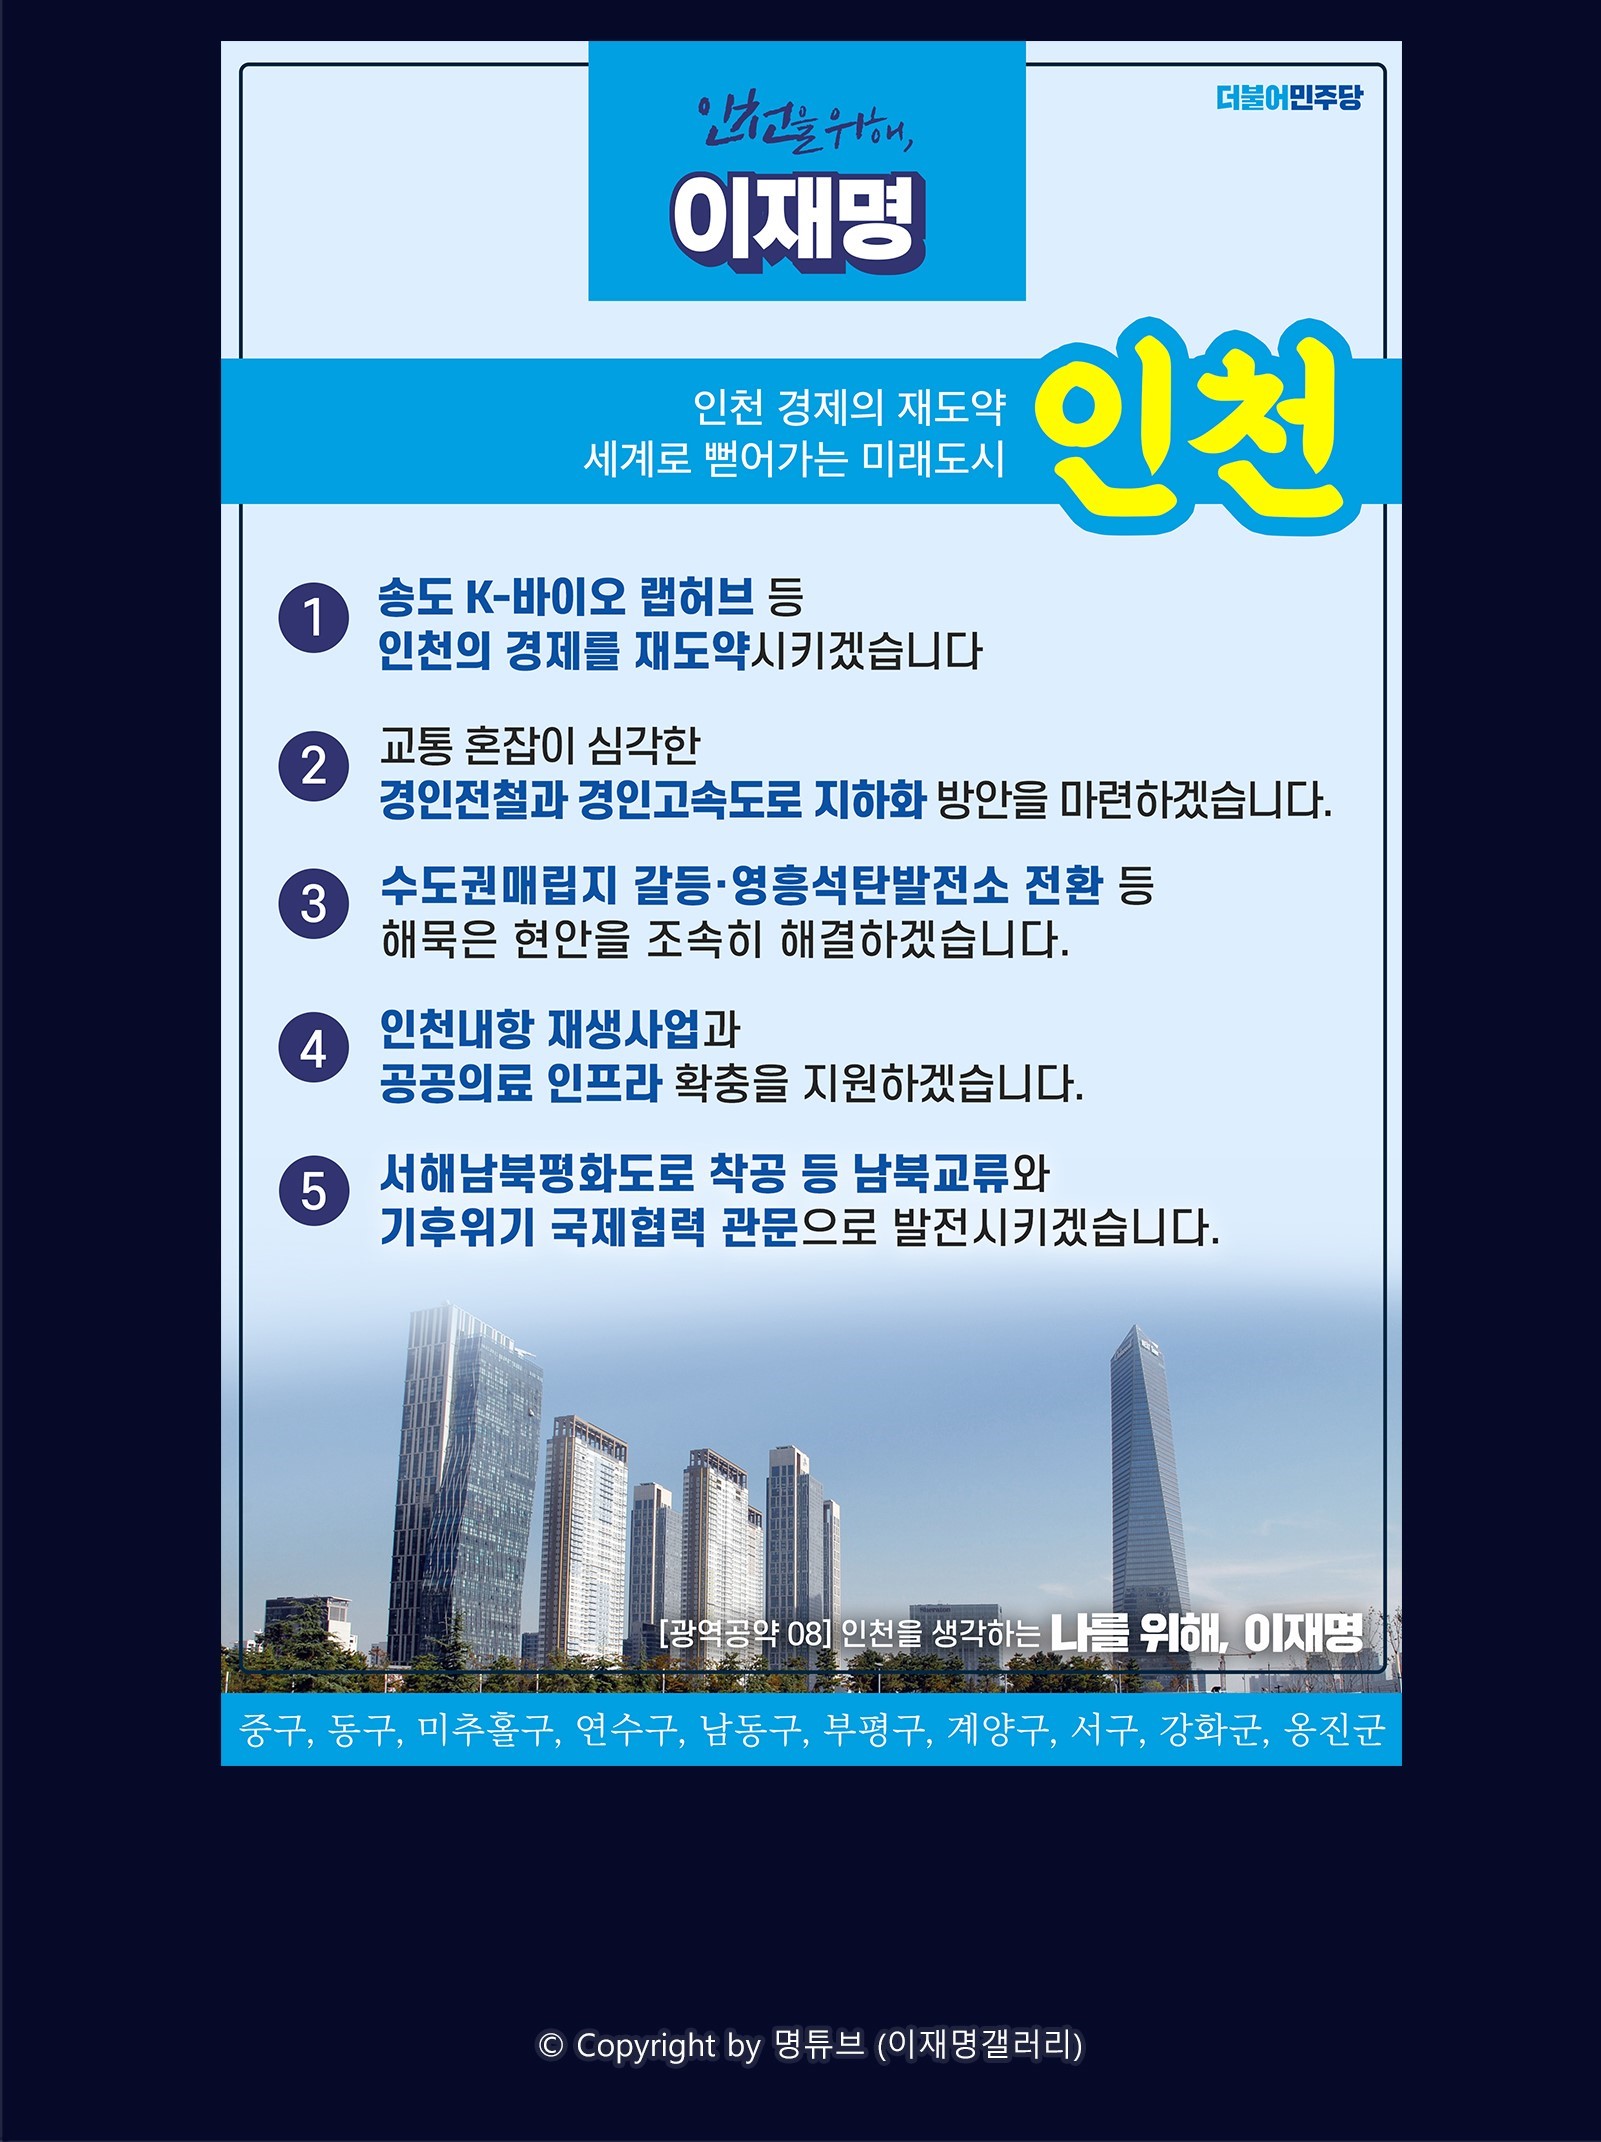 더불어민주당
인천을 위해,
이재명
인천 경제의 재도약
세계로 뻗어가는 미래도시
인천
1 송도 K-바이오 랩허브 등
인천의 경제를 재도약시키겠습니다
2 교통 혼잡이 심각한
경인전철과 경인고속도로 지하화 방안을 마련하겠습니다.
3 수도권매립지 갈등·영흥석탄발전소 전환 등
해묵은 현안을 조속히 해결하겠습니다.
4 인천내항 재생사업과
공공의료 인프라 확충을 지원하겠습니다.
5 서해남북평화도로 착공 등 남북교류와
기후위기 국제협력 관문으로 발전시키겠습니다.
[광역공약 08] 인천을 생각하는 나를 위해, 이재명
중구, 동구, 미추홀구, 연수구, 남동구, 부평구, 계양구, 서구, 강화군, 옹진군
© Copyright by 명튜브 (이재명갤러리)